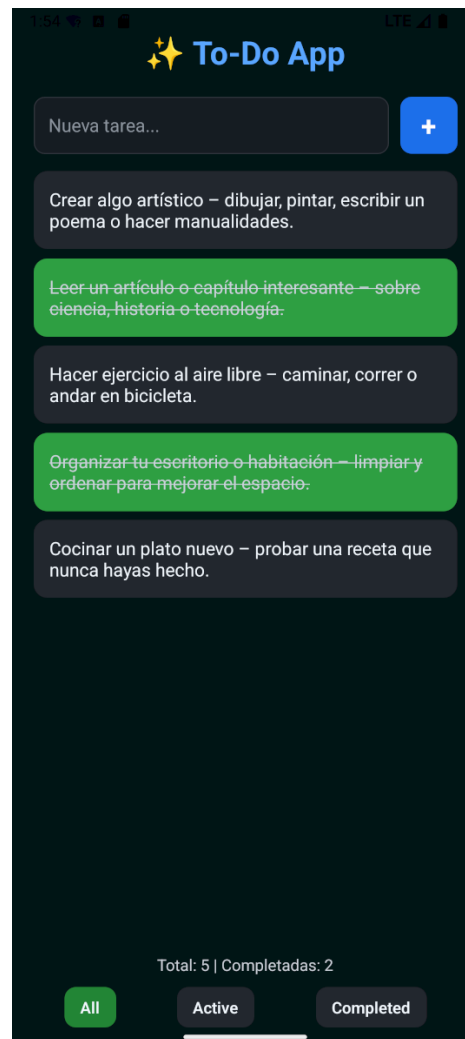 1:54 LTE
✨ To-Do App
Nueva tarea...
+
Crear algo artístico – dibujar, pintar, escribir un
poema o hacer manualidades.
Leer un artículo o capítulo interesante – sobre
ciencia, historia o tecnología.
Hacer ejercicio al aire libre – caminar, correr o
andar en bicicleta.
Organizar tu escritorio o habitación – limpiar y
ordenar para mejorar el espacio.
Cocinar un plato nuevo – probar una receta que
nunca hayas hecho.
Total: 5 | Completadas: 2
All Active Completed